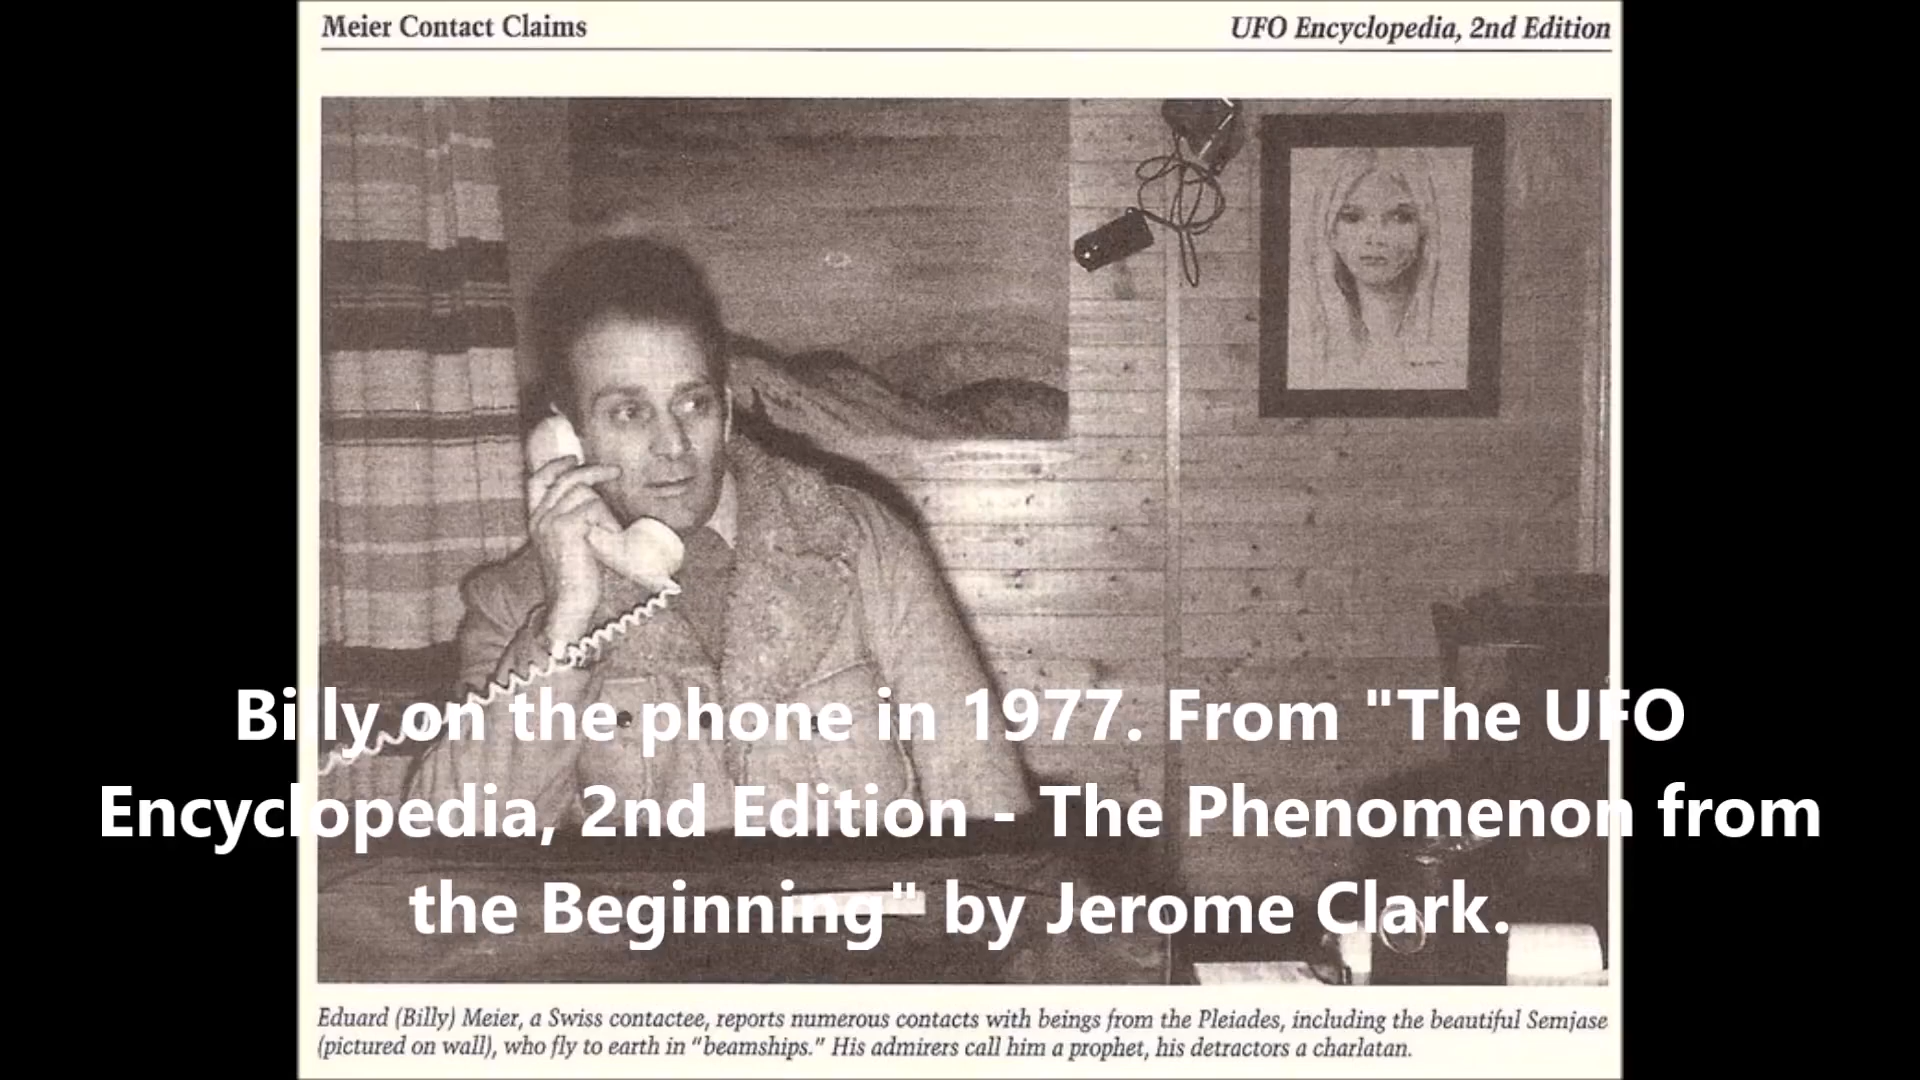 Meier Contact Claims
UFO Encyclopedia, 2nd Edition
Billy on the phone in 1977. From "The UFO
Encyclopedia, 2nd Edition - The Phenomenon from
the Beginning" by Jerome Clark.
Eduard (Billy) Meier, a Swiss contactee, reports numerous contacts with beings from the Pleiades, including the beautiful Semjase
(pictured on wall), who fly to earth in “beamships.” His admirers call him a prophet, his detractors a charlatan.